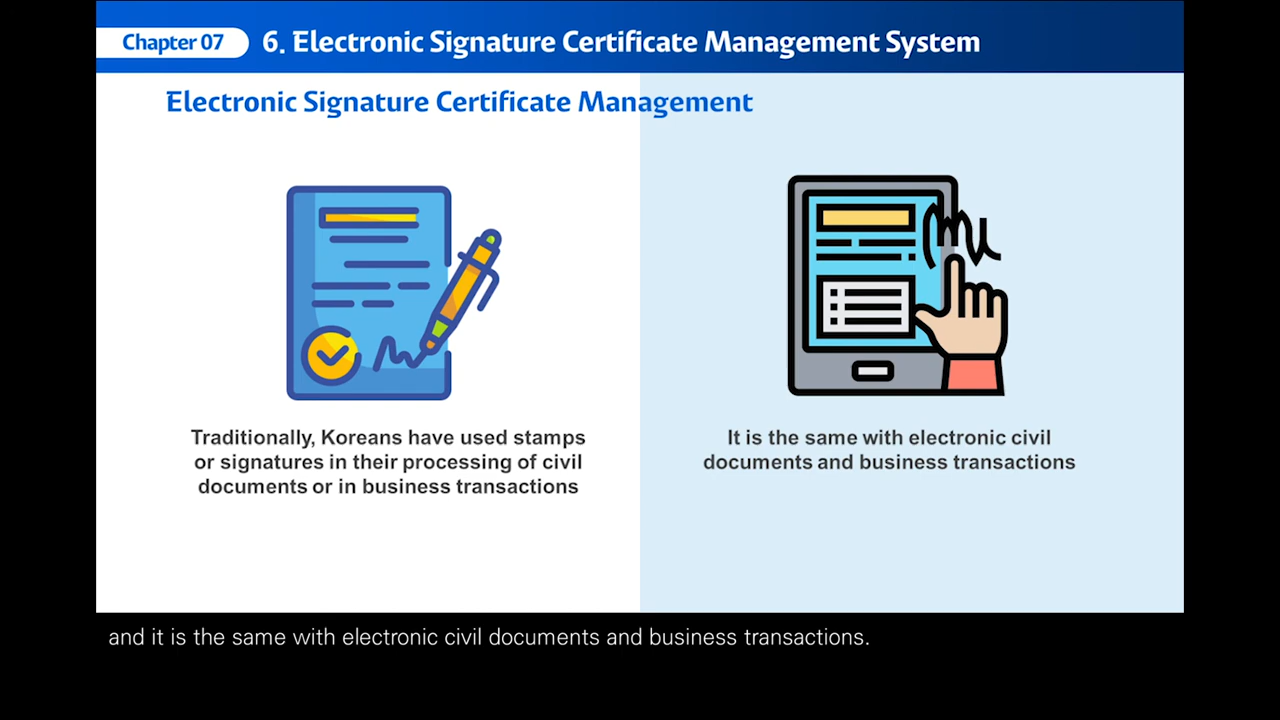 Chapter 07
6. Electronic Signature Certificate Management System
Electronic Signature Certificate Management
Traditionally, Koreans have used stamps
or signatures in their processing of civil
documents or in business transactions
It is the same with electronic civil
documents and business transactions
and it is the same with electronic civil documents and business transactions.